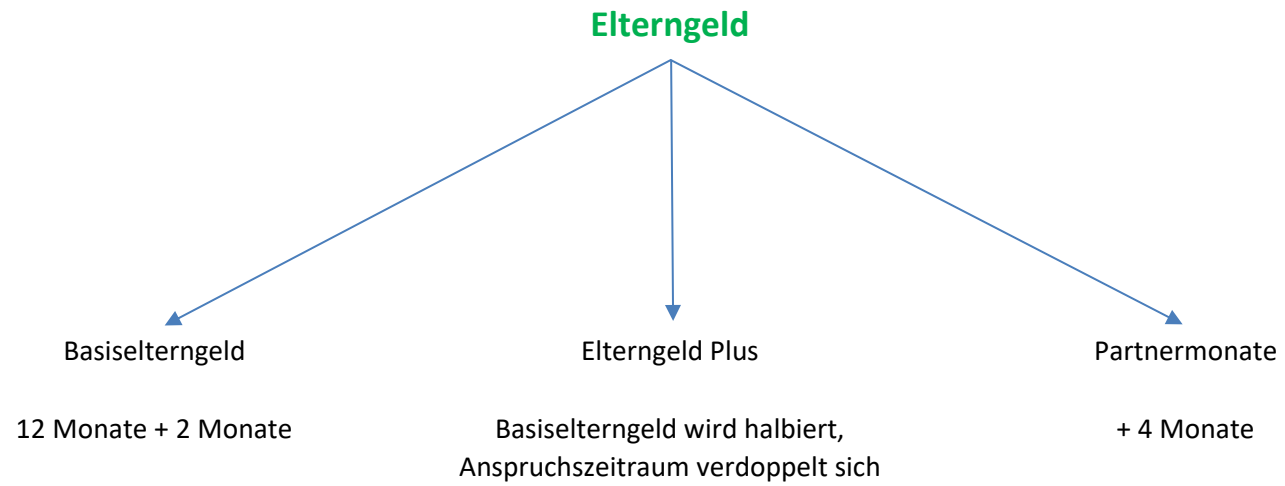 Elterngeld
Basiselterngeld
12 Monate + 2 Monate
Elterngeld Plus
Basiselterngeld wird halbiert,
Anspruchszeitraum verdoppelt sich
Partnermonate
+ 4 Monate